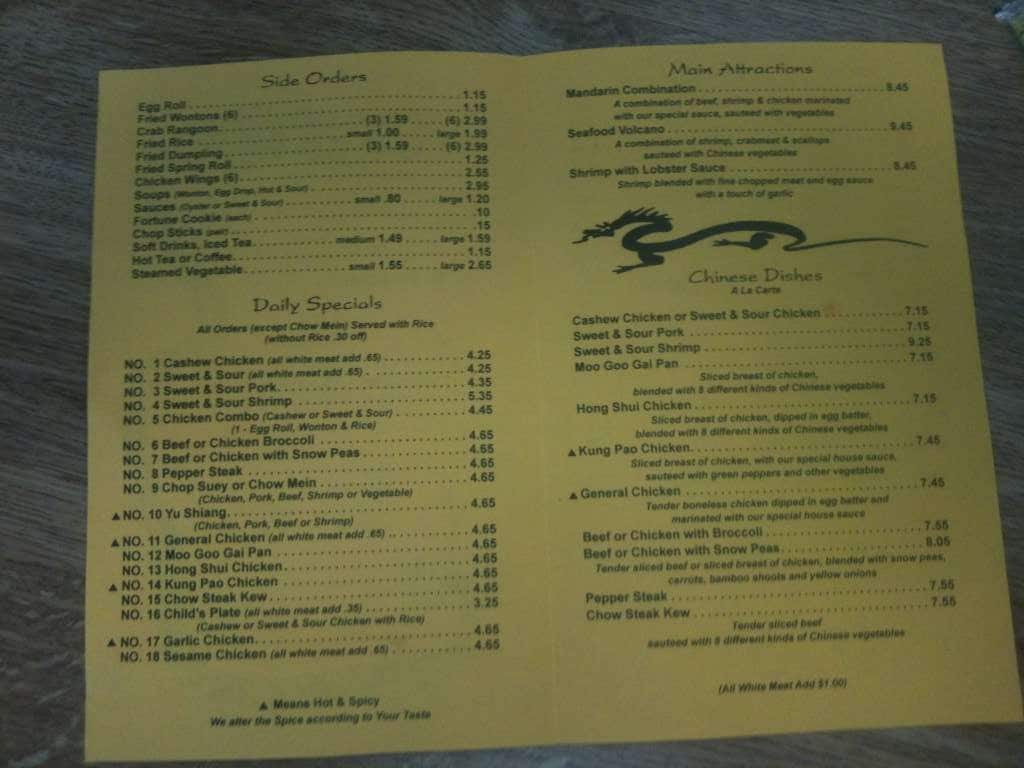 Side Orders
Egg Roll 1.15
Fried Wontons (6) 1.15
Crab Rangoon (3) 1.59 (6) 2.99
Fried Rice small 1.00 large 1.99
Fried Dumpling (3) 1.59 (6) 2.99
Fried Spring Roll 1.25
Chicken Wings (6) 2.55
Soups (Wonton, Egg Drop, Hot & Sour) 2.95
Sauces (Oyster or Sweet & Sour) small .80 large 1.20
Fortune Cookie (each) .10
Chop Sticks (pair) .15
Soft Drinks, Iced Tea medium 1.49 large 1.59
Hot Tea or Coffee 1.15
Steamed Vegetable small 1.55 large 2.65
Daily Specials
All Orders (except Chow Mein) Served with Rice
(without Rice .30 off)
NO. 1 Cashew Chicken (all white meat add .65) 4.25
NO. 2 Sweet & Sour (all white meat add .65) 4.25
NO. 3 Sweet & Sour Pork 4.35
NO. 4 Sweet & Sour Shrimp 5.35
NO. 5 Chicken Combo (Cashew or Sweet & Sour) 4.45
(1 - Egg Roll, Wonton & Rice)
NO. 6 Beef or Chicken Broccoli 4.65
NO. 7 Beef or Chicken with Snow Peas 4.65
NO. 8 Pepper Steak 4.65
NO. 9 Chop Suey or Chow Mein 4.65
(Chicken, Pork, Beef, Shrimp or Vegetable)
▲ NO. 10 Yu Shiang 4.65
(Chicken, Pork, Beef or Shrimp)
▲ NO. 11 General Chicken (all white meat add .65) 4.65
NO. 12 Moo Goo Gai Pan 4.65
NO. 13 Hong Shui Chicken 4.65
▲ NO. 14 Kung Pao Chicken 4.65
NO. 15 Chow Steak Kew 4.65
NO. 16 Child's Plate (all white meat add .35) 3.25
(Cashew or Sweet & Sour Chicken with Rice)
▲ NO. 17 Garlic Chicken 4.65
NO. 18 Sesame Chicken (all white meat add .65) 4.65
▲ Means Hot & Spicy
We alter the Spice according to Your Taste
Main Attractions
Mandarin Combination 8.45
A combination of beef, shrimp & chicken marinated
with our special sauce, sauteed with vegetables
Seafood Volcano 9.45
A combination of shrimp, crabmeat & scallops
sauteed with Chinese vegetables
Shrimp with Lobster Sauce 8.45
Shrimp blended with fine chopped meat and egg sauce
with a touch of garlic
Chinese Dishes
A La Carte
Cashew Chicken or Sweet & Sour Chicken 7.15
Sweet & Sour Pork 7.15
Sweet & Sour Shrimp 9.25
Moo Goo Gai Pan 7.15
Sliced breast of chicken,
blended with 8 different kinds of Chinese vegetables
Hong Shui Chicken 7.15
Sliced breast of chicken, dipped in egg batter,
blended with 8 different kinds of Chinese vegetables
▲ Kung Pao Chicken 7.45
Sliced breast of chicken, with our special house sauce,
sauteed with green peppers and other vegetables
▲ General Chicken 7.45
Tender boneless chicken dipped in egg batter and
marinated with our special house sauce
Beef or Chicken with Broccoli 7.55
Beef or Chicken with Snow Peas 8.05
Tender sliced beef or sliced breast of chicken, blended with snow peas,
carrots, bamboo shoots and yellow onions
Pepper Steak 7.55
Chow Steak Kew 7.55
Tender sliced beef
sauteed with 8 different kinds of Chinese vegetables
(All White Meat Add $1.00)